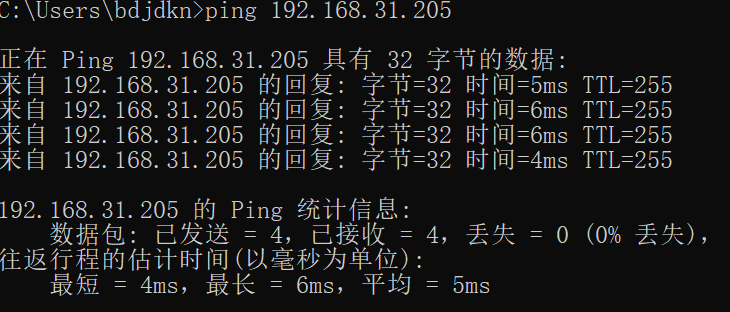 C:\Users\bdjdkn>ping 192.168.31.205
正在 Ping 192.168.31.205 具有 32 字节的数据:
来自 192.168.31.205 的回复: 字节=32 时间=5ms TTL=255
来自 192.168.31.205 的回复: 字节=32 时间=6ms TTL=255
来自 192.168.31.205 的回复: 字节=32 时间=6ms TTL=255
来自 192.168.31.205 的回复: 字节=32 时间=4ms TTL=255
192.168.31.205 的 Ping 统计信息:
数据包: 已发送 = 4，已接收 = 4，丢失 = 0 (0% 丢失)，
往返行程的估计时间(以毫秒为单位):
最短 = 4ms，最长 = 6ms，平均 = 5ms